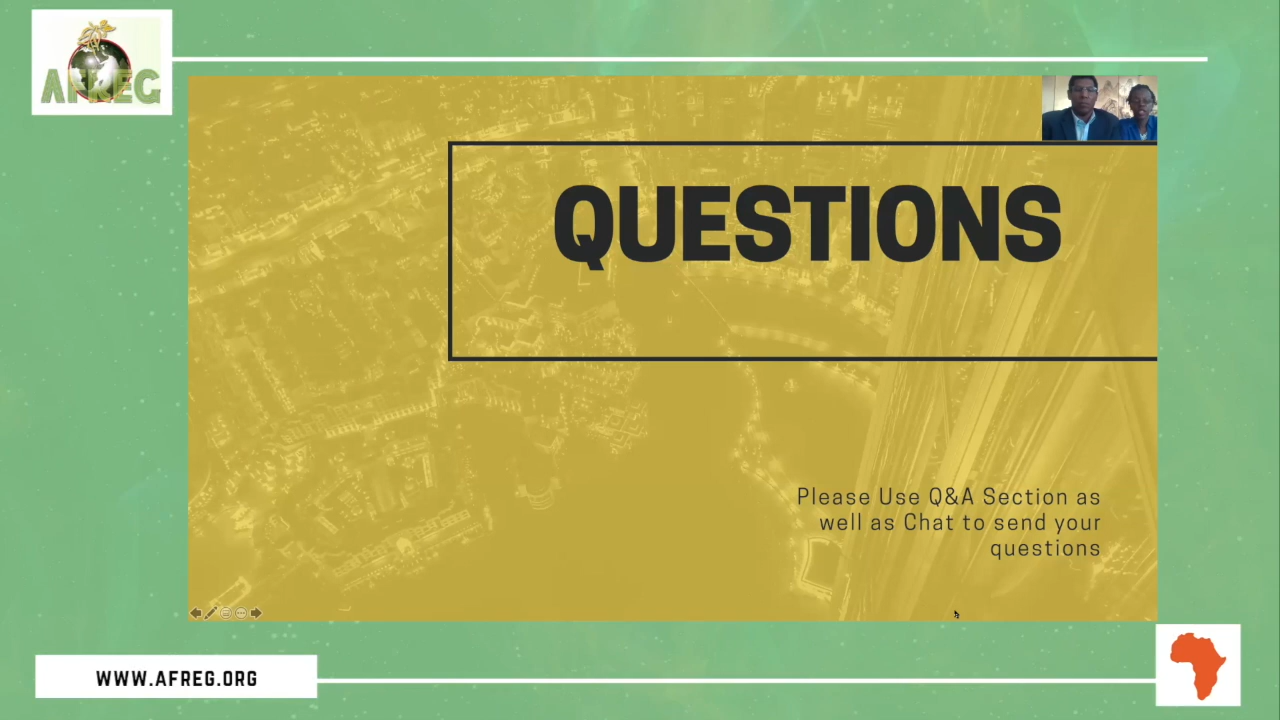 AFREG
QUESTIONS
Please Use Q&A Section as
well as Chat to send your
questions
WWW.AFREG.ORG